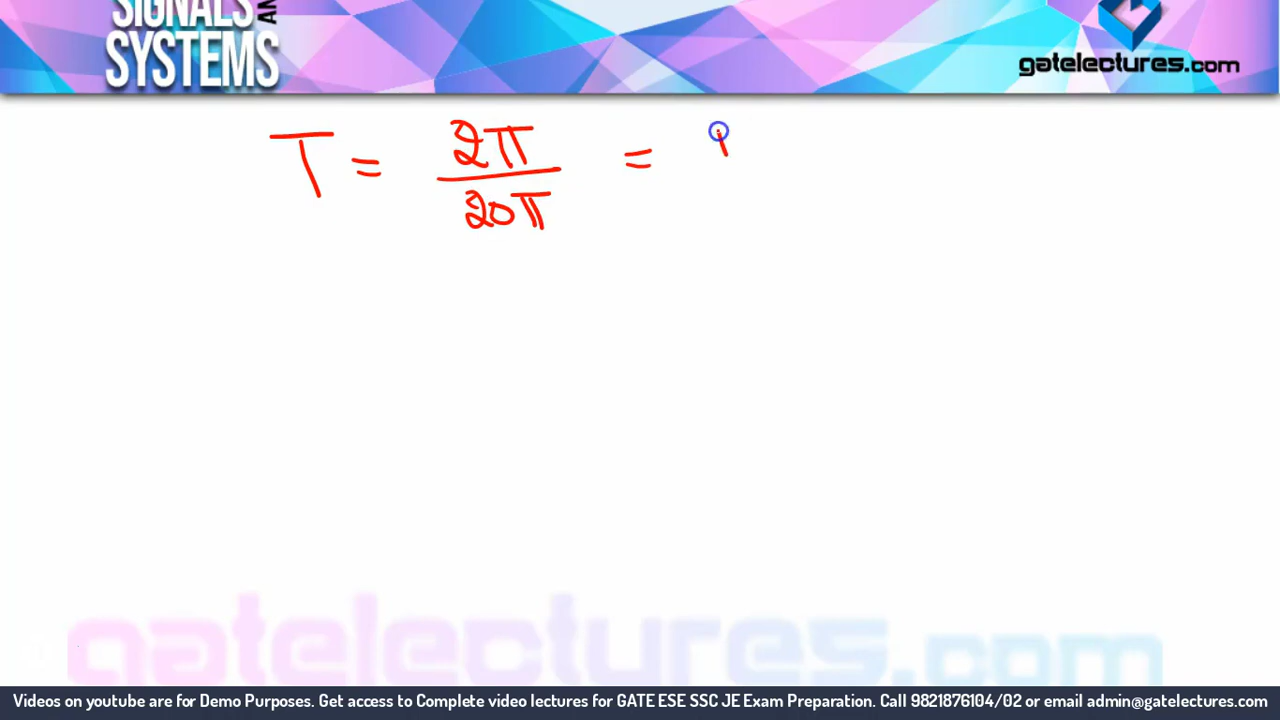 SIGNALS AN
SYSTEMS
gatelectures.com
T = 2π/20π =
gatelectures.com
Videos on youtube are for Demo Purposes. Get access to Complete video lectures for GATE ESE SSC JE Exam Preparation. Call 9821876104/02 or email admin@gatelectures.com